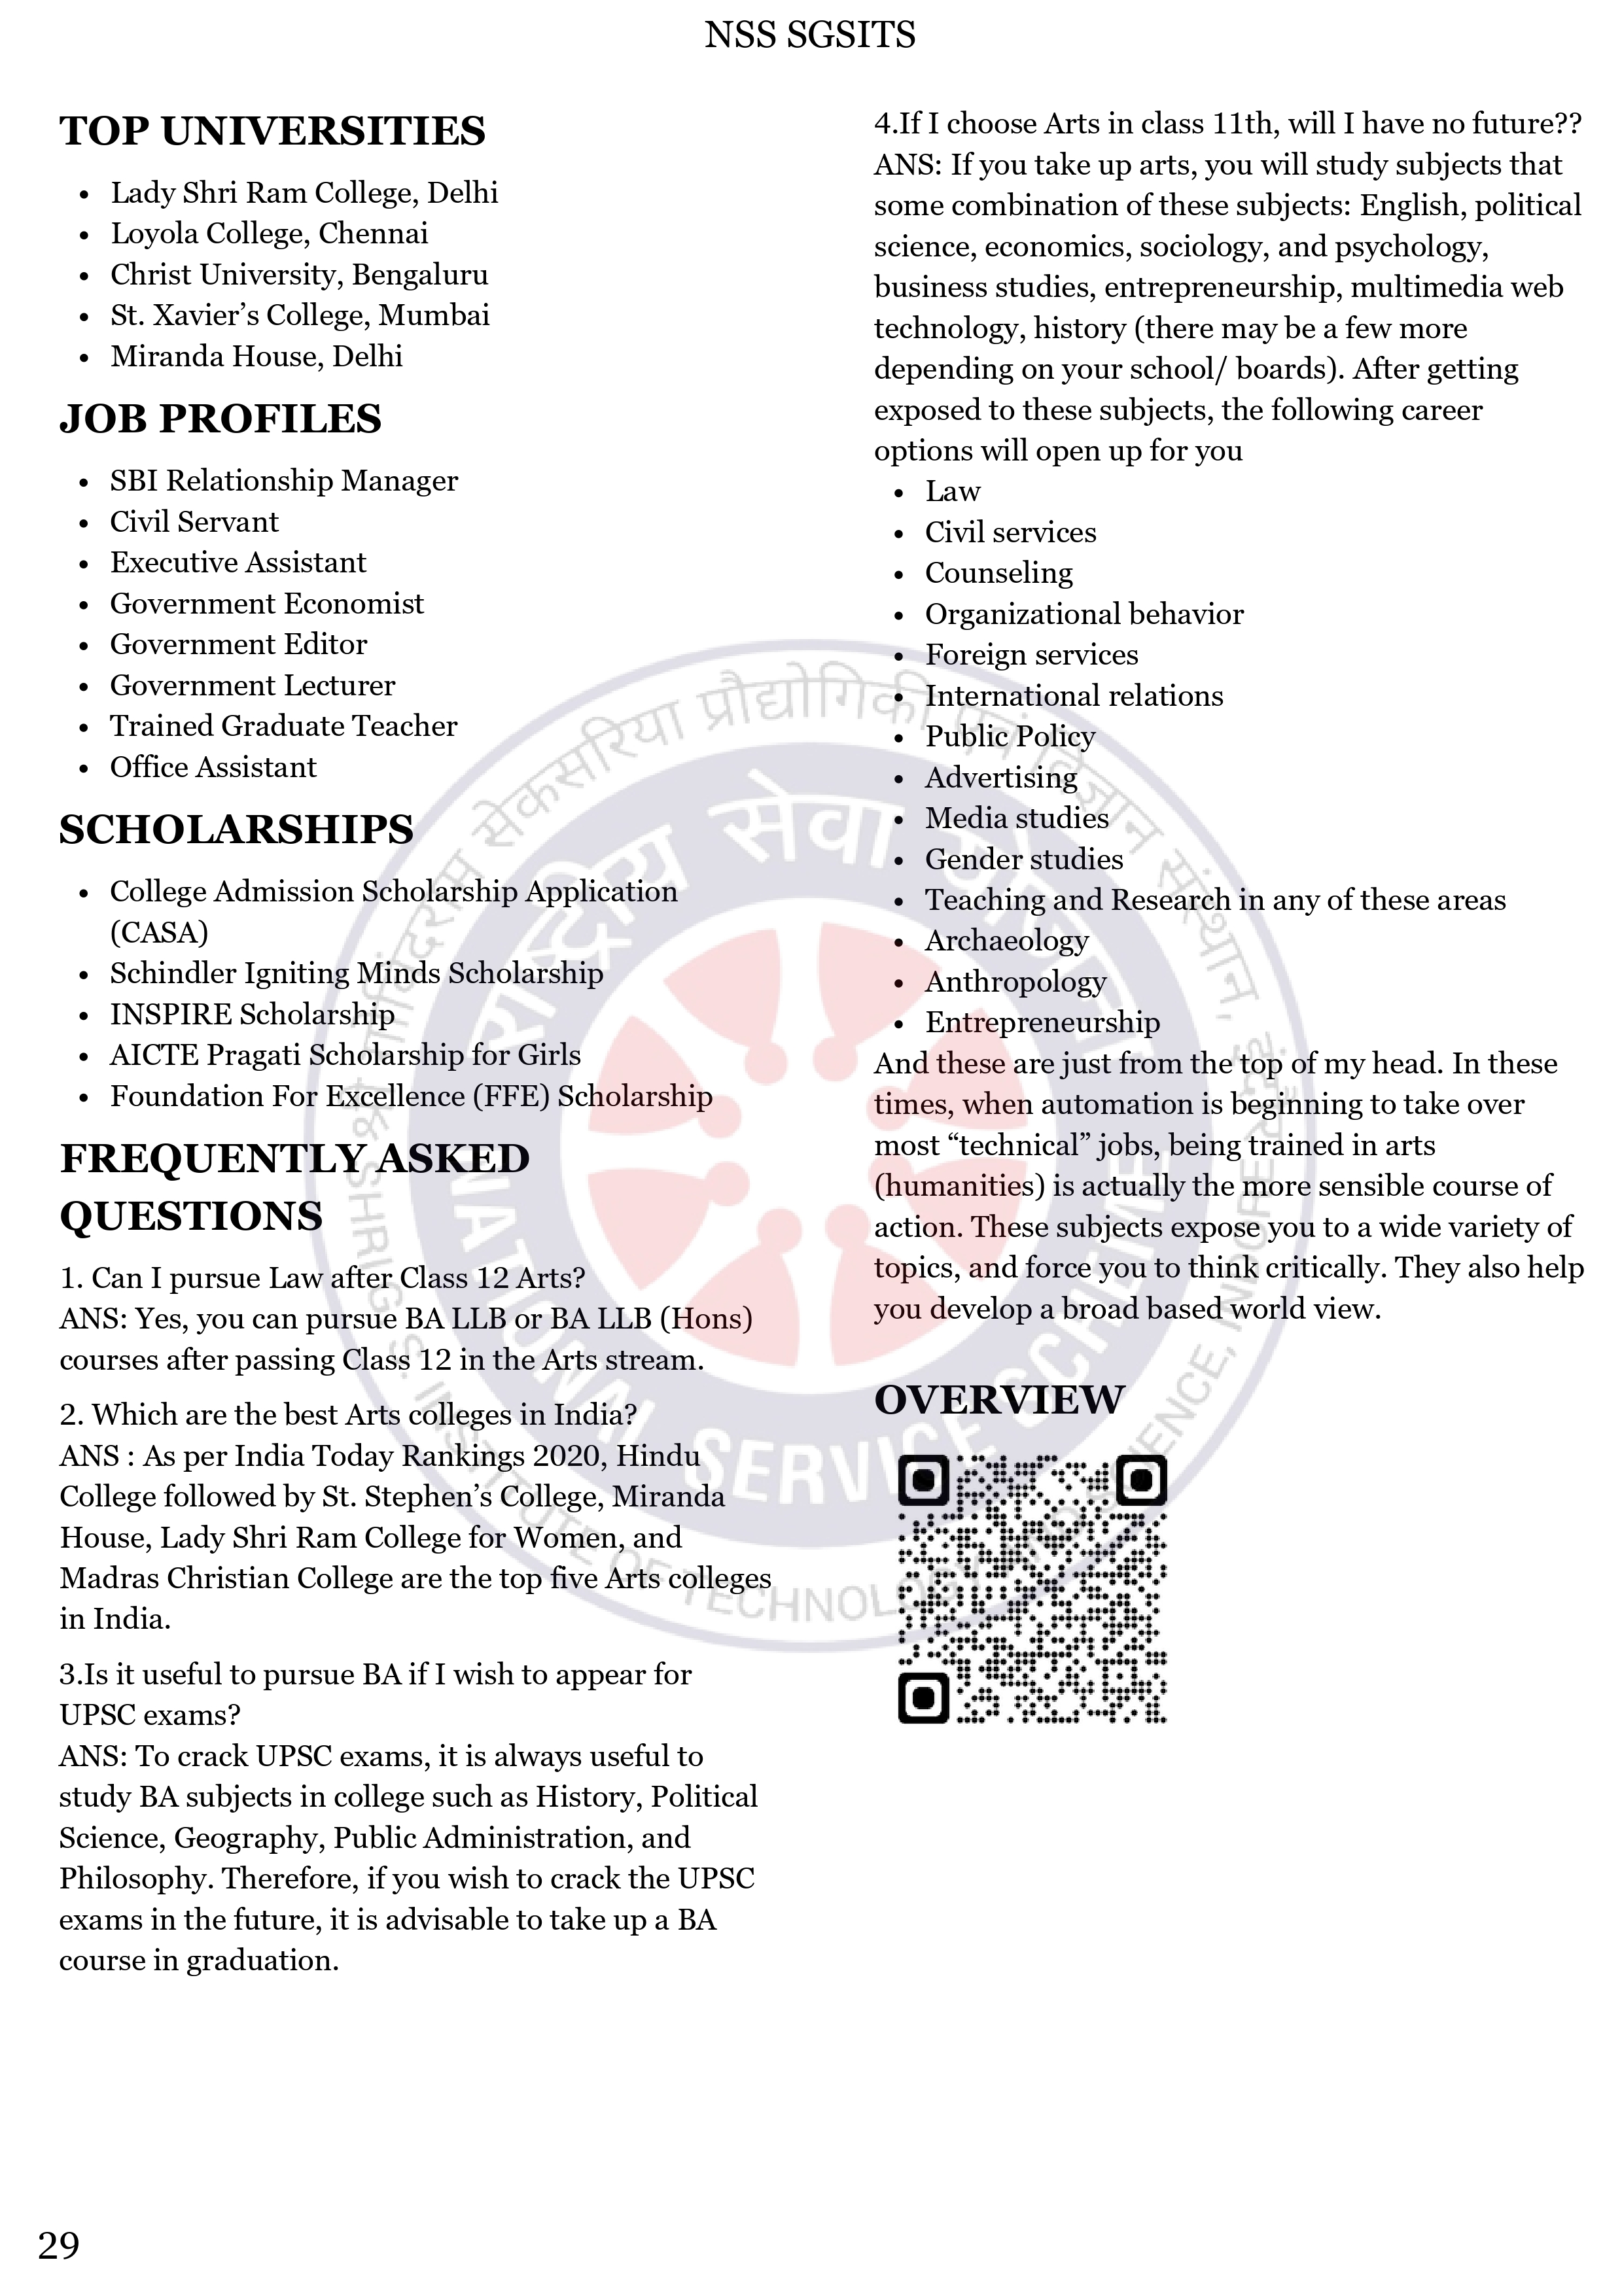 NSS SGSITS
TOP UNIVERSITIES
• Lady Shri Ram College, Delhi
• Loyola College, Chennai
• Christ University, Bengaluru
• St. Xavier’s College, Mumbai
• Miranda House, Delhi
JOB PROFILES
• SBI Relationship Manager
• Civil Servant
• Executive Assistant
• Government Economist
• Government Editor
• Government Lecturer
• Trained Graduate Teacher
• Office Assistant
SCHOLARSHIPS
• College Admission Scholarship Application
(CASA)
• Schindler Igniting Minds Scholarship
• INSPIRE Scholarship
• AICTE Pragati Scholarship for Girls
• Foundation For Excellence (FFE) Scholarship
FREQUENTLY ASKED
QUESTIONS
1. Can I pursue Law after Class 12 Arts?
ANS: Yes, you can pursue BA LLB or BA LLB (Hons)
courses after passing Class 12 in the Arts stream.
2. Which are the best Arts colleges in India?
ANS : As per India Today Rankings 2020, Hindu
College followed by St. Stephen’s College, Miranda
House, Lady Shri Ram College for Women, and
Madras Christian College are the top five Arts colleges
in India.
3.Is it useful to pursue BA if I wish to appear for
UPSC exams?
ANS: To crack UPSC exams, it is always useful to
study BA subjects in college such as History, Political
Science, Geography, Public Administration, and
Philosophy. Therefore, if you wish to crack the UPSC
exams in the future, it is advisable to take up a BA
course in graduation.
4.If I choose Arts in class 11th, will I have no future??
ANS: If you take up arts, you will study subjects that
some combination of these subjects: English, political
science, economics, sociology, and psychology,
business studies, entrepreneurship, multimedia web
technology, history (there may be a few more
depending on your school/ boards). After getting
exposed to these subjects, the following career
options will open up for you
• Law
• Civil services
• Counseling
• Organizational behavior
• Foreign services
• International relations
• Public Policy
• Advertising
• Media studies
• Gender studies
• Teaching and Research in any of these areas
• Archaeology
• Anthropology
• Entrepreneurship
And these are just from the top of my head. In these
times, when automation is beginning to take over
most “technical” jobs, being trained in arts
(humanities) is actually the more sensible course of
action. These subjects expose you to a wide variety of
topics, and force you to think critically. They also help
you develop a broad based world view.
OVERVIEW
श्री गोविंदराम सेकसरिया प्रौद्योगिकी एवं विज्ञान संस्थान, इंदौर
राष्ट्रीय सेवा योजना
NATIONAL SERVICE SCHEME
SHRI G. S. INSTITUTE OF TECHNOLOGY AND SCIENCE, INDORE
29